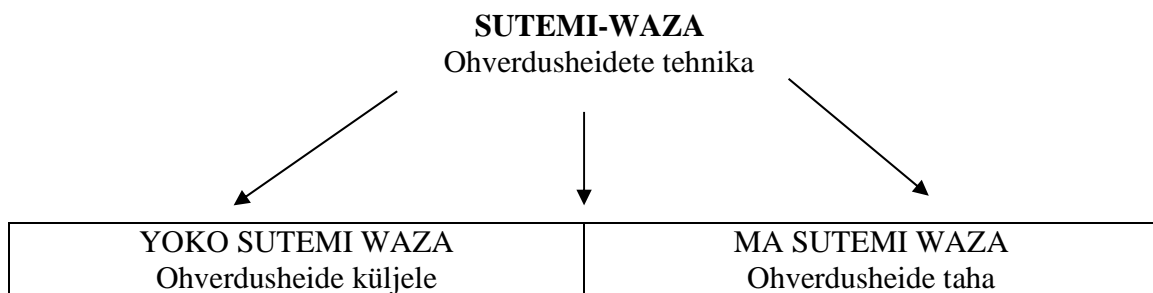 SUTEMI-WAZA
Ohverdusheidete tehnika
YOKO SUTEMI WAZA
Ohverdusheide küljele
MA SUTEMI WAZA
Ohverdusheide taha